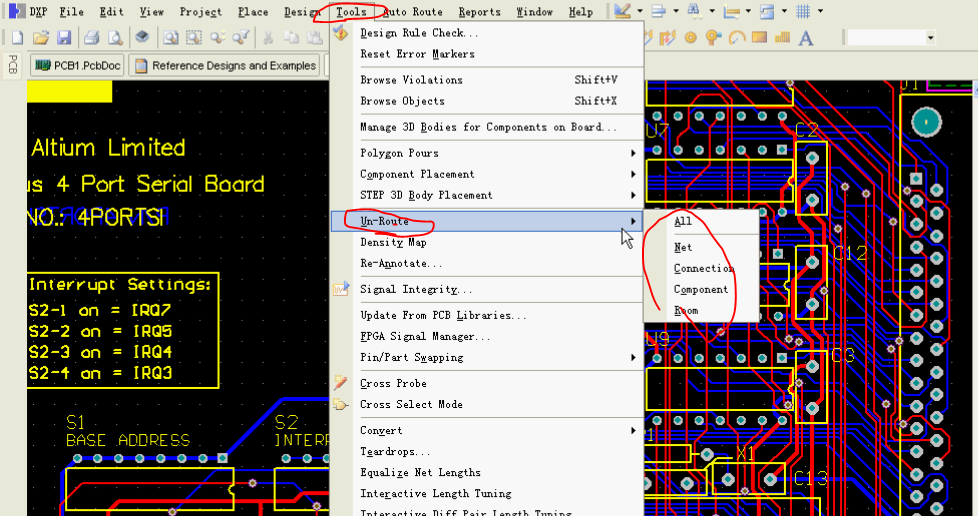 DXP File Edit View Project Place Design Tools Auto Route Reports Window Help
PCB
PCB1.PcbDoc
Reference Designs and Examples
Design Rule Check...
Reset Error Markers
Browse Violations Shift+V
Browse Objects Shift+X
Manage 3D Bodies for Components on Board...
Polygon Pours
Component Placement
STEP 3D Body Placement
Un-Route
Density Map
Re-Annotate...
Signal Integrity...
Update From PCB Libraries...
FPGA Signal Manager...
Pin/Part Swapping
Cross Probe
Cross Select Mode
Convert
Teardrops...
Equalize Net Lengths
Interactive Length Tuning
Interactive Diff Pair Length Tuning
All
Net
Connection
Component
Room
Altium Limited
us 4 Port Serial Board
NO.: 4PORTSI
Interrupt Settings:
S2-1 on = IRQ7
S2-2 on = IRQ5
S2-3 on = IRQ4
S2-4 on = IRQ3
S1
BASE ADDRESS
S2
INTERR
U7
C2
J1
C12
U9
C3
X1
C13